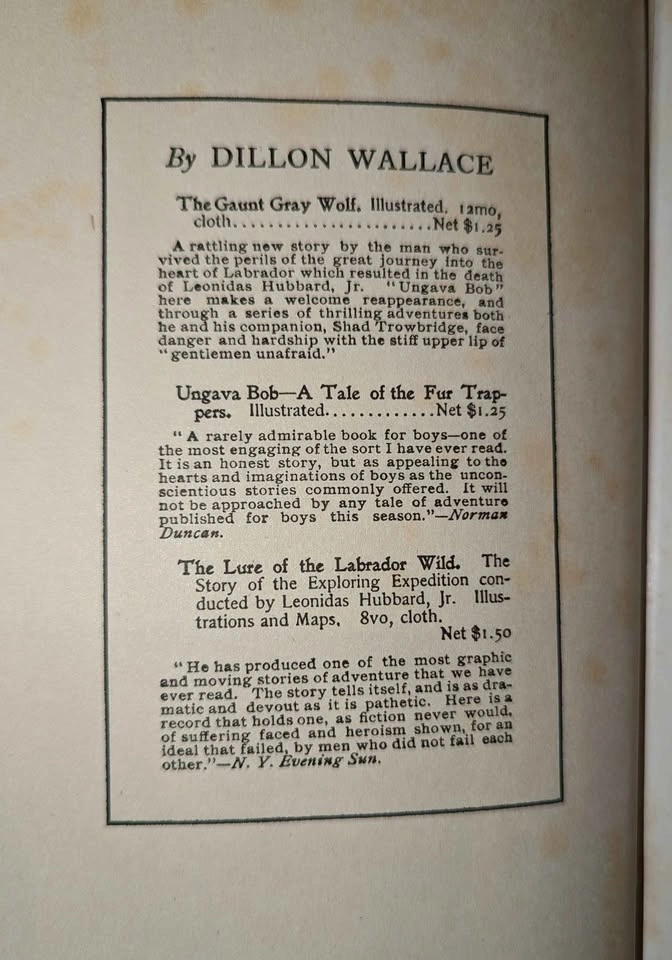 By DILLON WALLACE
The Gaunt Gray Wolf. Illustrated. 12mo,
cloth.......................Net $1.25
A rattling new story by the man who sur-
vived the perils of the great journey into the
heart of Labrador which resulted in the death
of Leonidas Hubbard, Jr. "Ungava Bob"
here makes a welcome reappearance, and
through a series of thrilling adventures both
he and his companion, Shad Trowbridge, face
danger and hardship with the stiff upper lip of
"gentlemen unafraid."
Ungava Bob—A Tale of the Fur Trap-
pers. Illustrated.............Net $1.25
"A rarely admirable book for boys—one of
the most engaging of the sort I have ever read.
It is an honest story, but as appealing to the
hearts and imaginations of boys as the uncon-
scientious stories commonly offered. It will
not be approached by any tale of adventure
published for boys this season."—Norman
Duncan.
The Lure of the Labrador Wild. The
Story of the Exploring Expedition con-
ducted by Leonidas Hubbard, Jr. Illus-
trations and Maps. 8vo, cloth.
Net $1.50
"He has produced one of the most graphic
and moving stories of adventure that we have
ever read. The story tells itself, and is as dra-
matic and devout as it is pathetic. Here is a
record that holds one, as fiction never would,
of suffering faced and heroism shown, for an
ideal that failed, by men who did not fail each
other."—N. Y. Evening Sun.